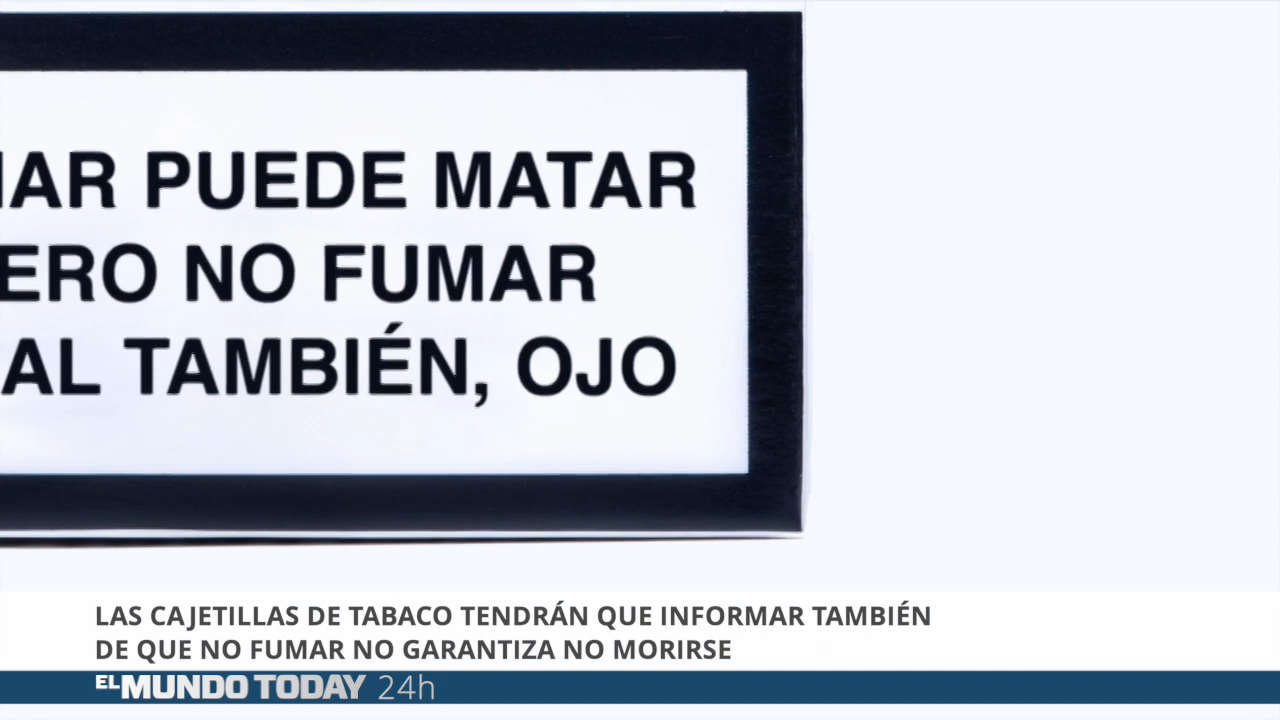 MAR PUEDE MATAR
ERO NO FUMAR
AL TAMBIÉN, OJO
LAS CAJETILLAS DE TABACO TENDRÁN QUE INFORMAR TAMBIÉN
DE QUE NO FUMAR NO GARANTIZA NO MORIRSE
EL MUNDO TODAY 24h